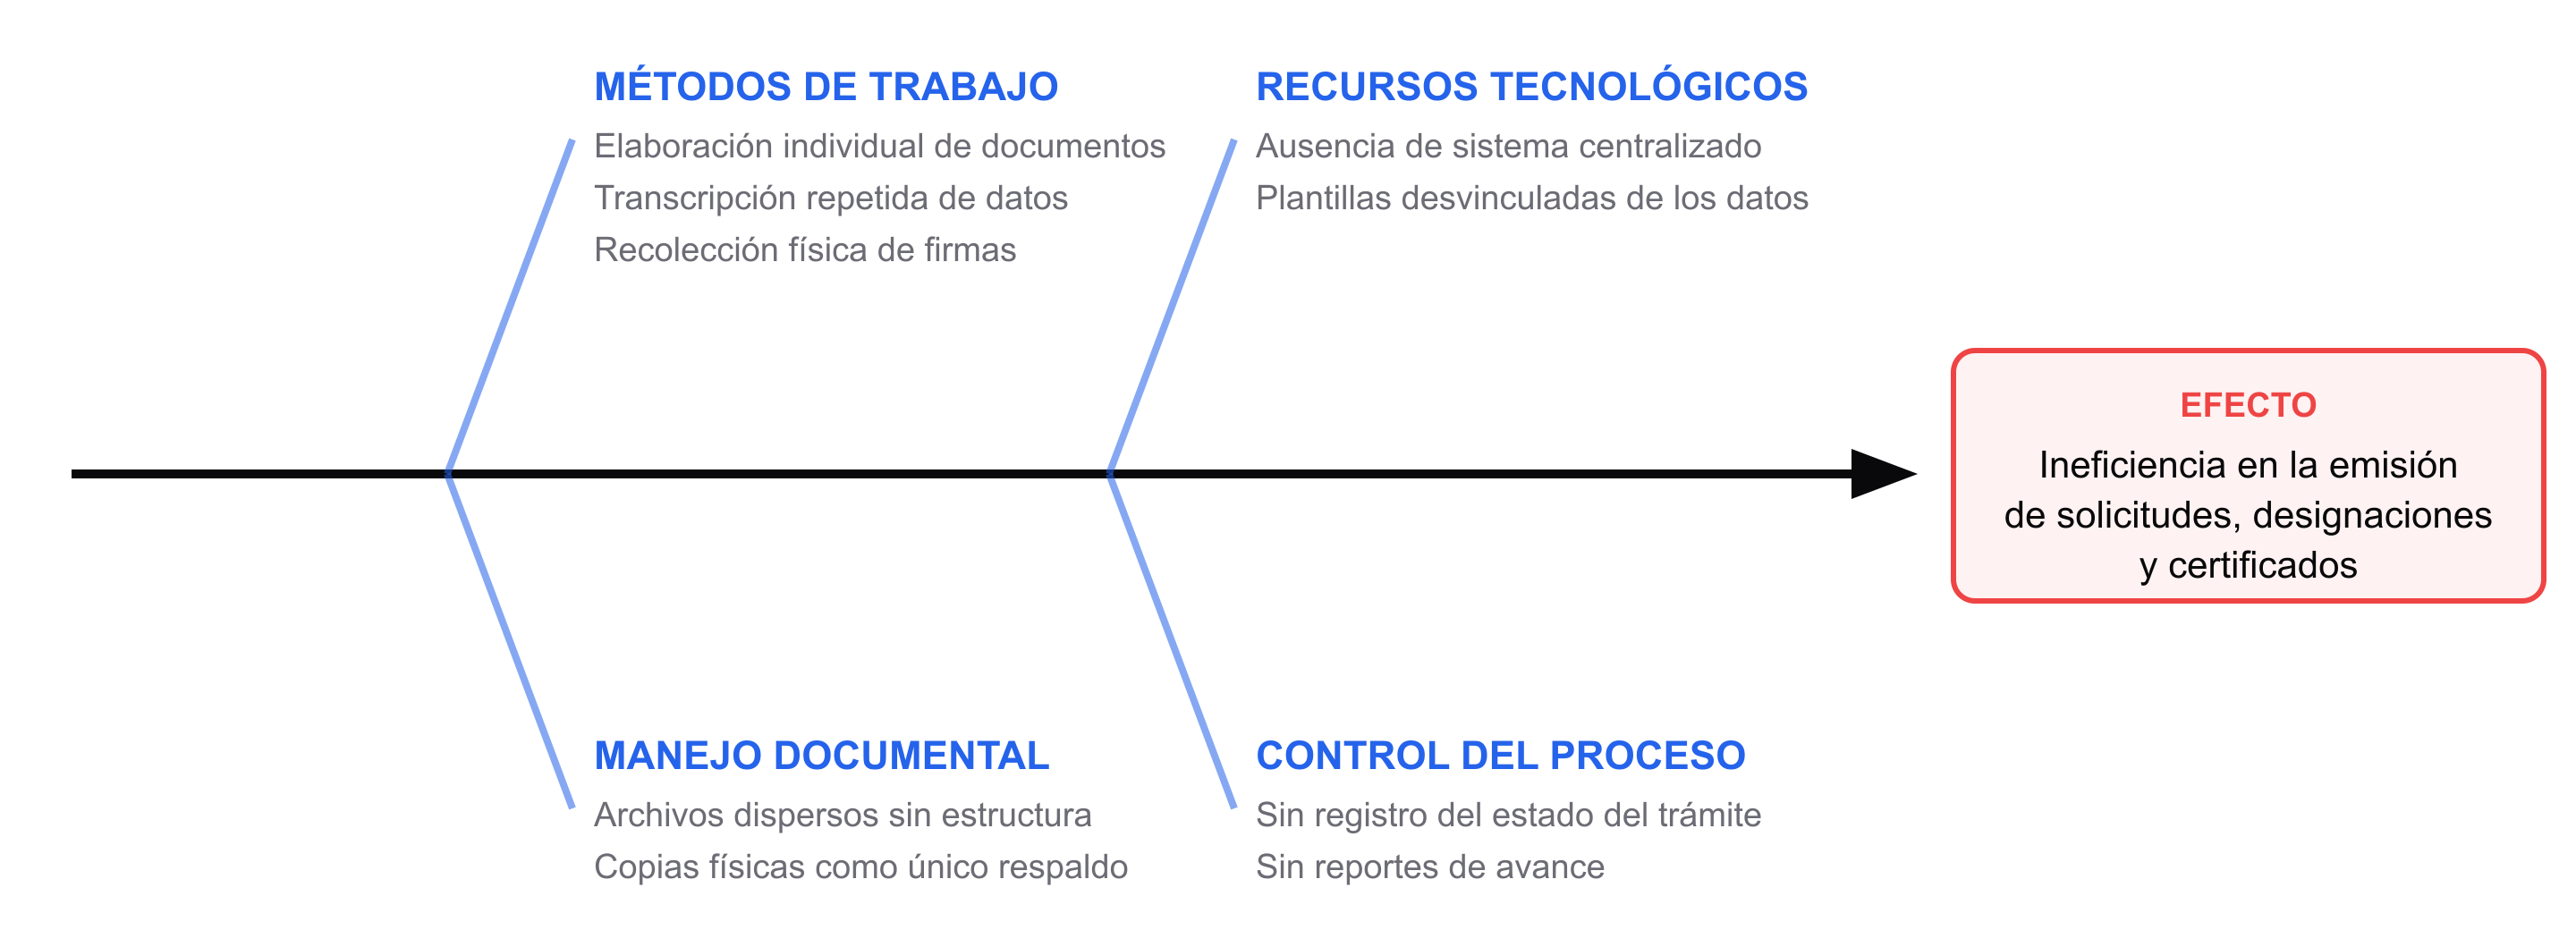 MÉTODOS DE TRABAJO
Elaboración individual de documentos
Transcripción repetida de datos
Recolección física de firmas
RECURSOS TECNOLÓGICOS
Ausencia de sistema centralizado
Plantillas desvinculadas de los datos
EFECTO
Ineficiencia en la emisión
de solicitudes, designaciones
y certificados
MANEJO DOCUMENTAL
Archivos dispersos sin estructura
Copias físicas como único respaldo
CONTROL DEL PROCESO
Sin registro del estado del trámite
Sin reportes de avance